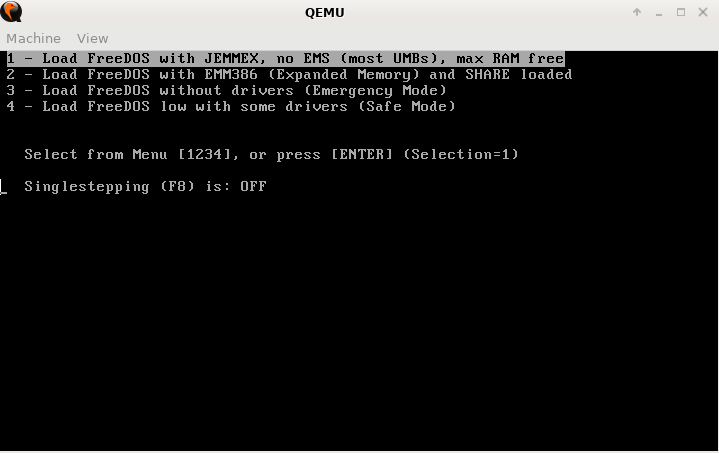 QEMU
Machine View
1 - Load FreeDOS with JEMMEX, no EMS (most UMBs), max RAM free
2 - Load FreeDOS with EMM386 (Expanded Memory) and SHARE loaded
3 - Load FreeDOS without drivers (Emergency Mode)
4 - Load FreeDOS low with some drivers (Safe Mode)
Select from Menu [1234], or press [ENTER] (Selection=1)
Singlestepping (F8) is: OFF